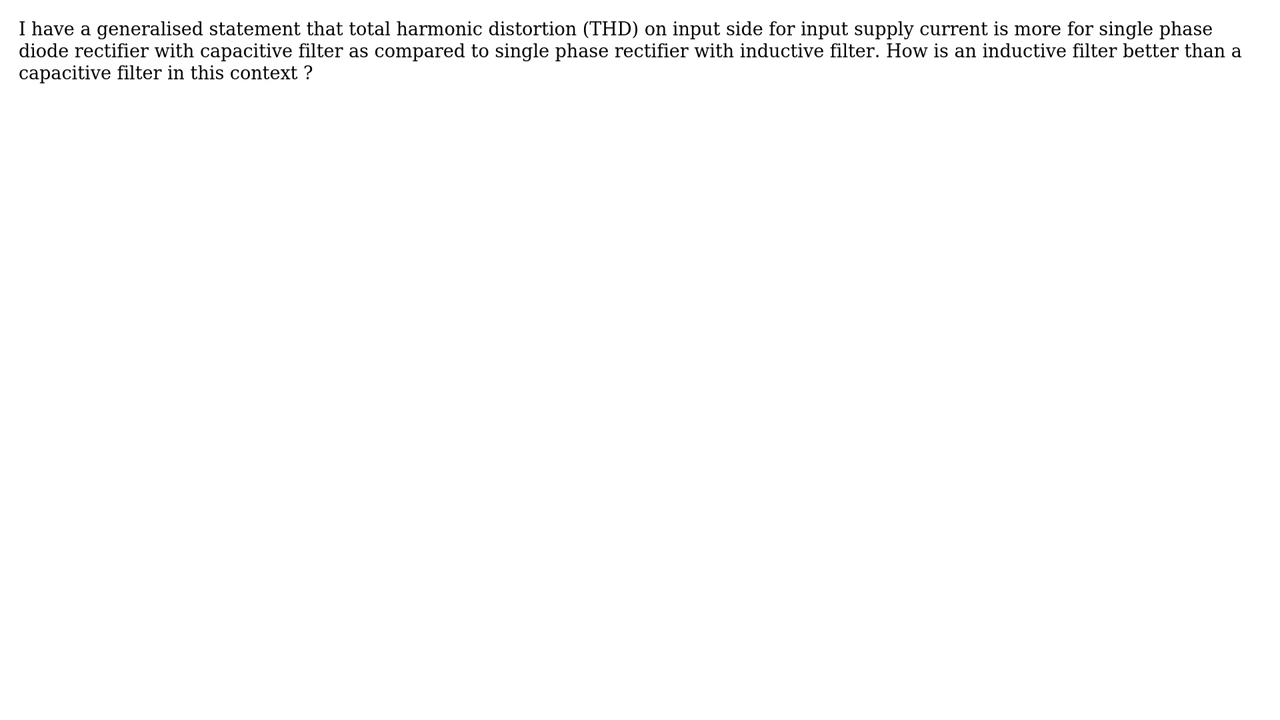 I have a generalised statement that total harmonic distortion (THD) on input side for input supply current is more for single phase
diode rectifier with capacitive filter as compared to single phase rectifier with inductive filter. How is an inductive filter better than a
capacitive filter in this context ?